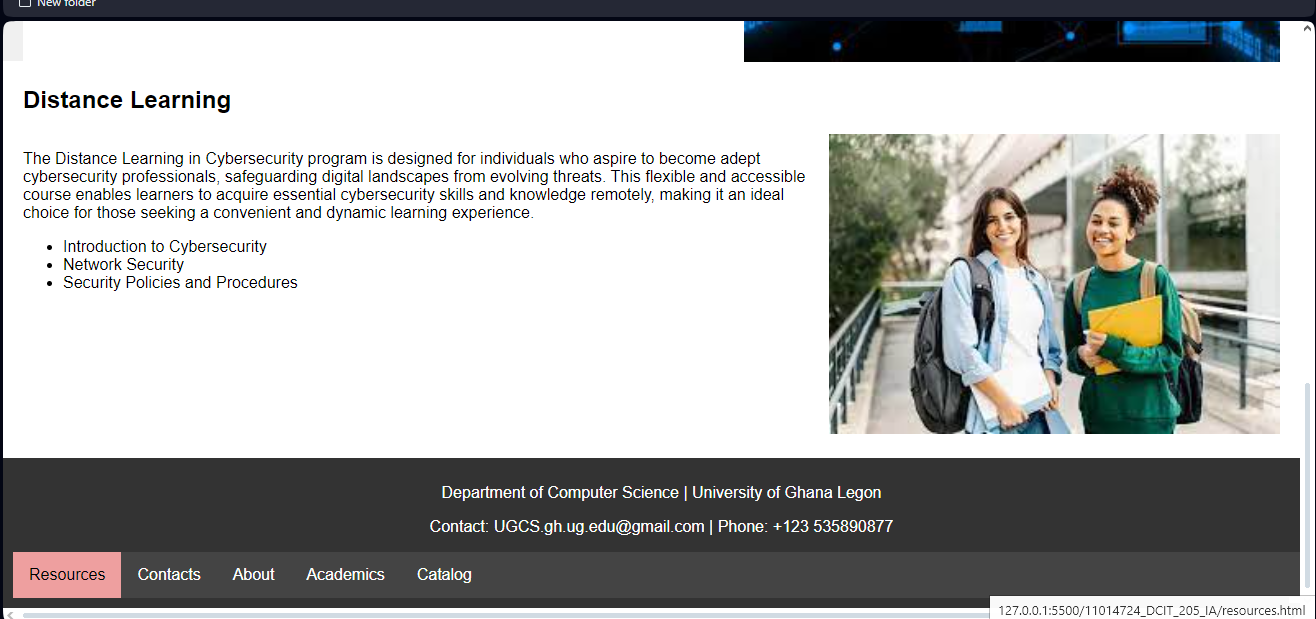 New folder
Distance Learning
The Distance Learning in Cybersecurity program is designed for individuals who aspire to become adept
cybersecurity professionals, safeguarding digital landscapes from evolving threats. This flexible and accessible
course enables learners to acquire essential cybersecurity skills and knowledge remotely, making it an ideal
choice for those seeking a convenient and dynamic learning experience.
Introduction to Cybersecurity
Network Security
Security Policies and Procedures
Department of Computer Science | University of Ghana Legon
Contact: UGCS.gh.ug.edu@gmail.com | Phone: +123 535890877
Resources Contacts About Academics Catalog
127.0.0.1:5500/11014724_DCIT_205_IA/resources.html